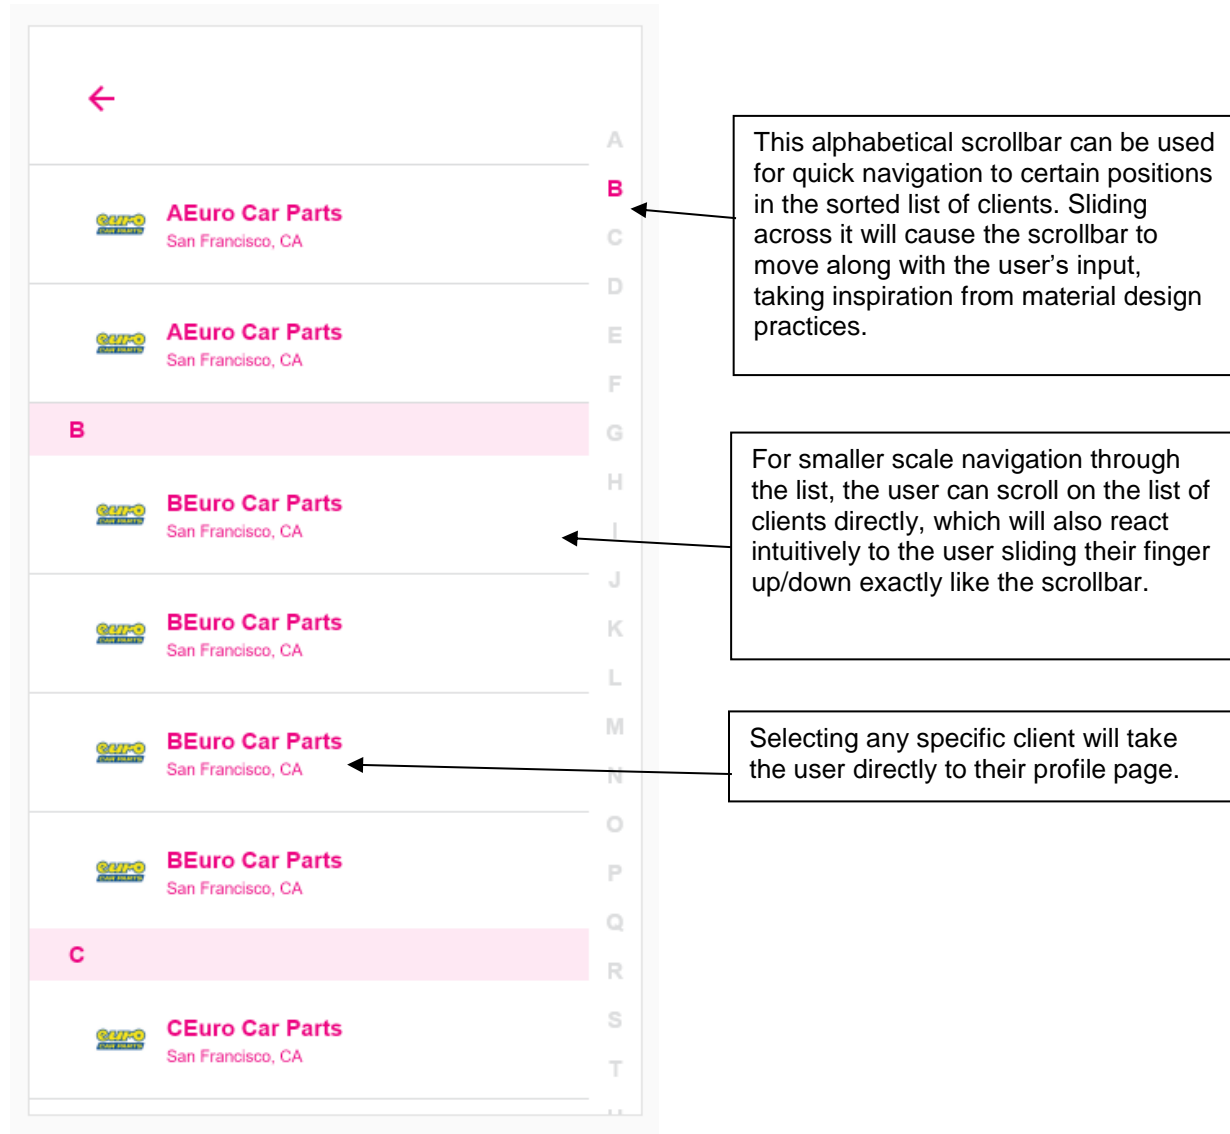 A
B
C
D
E
F
G
H
I
J
K
L
M
N
O
P
Q
R
S
T
AEuro Car Parts
San Francisco, CA
AEuro Car Parts
San Francisco, CA
B
BEuro Car Parts
San Francisco, CA
BEuro Car Parts
San Francisco, CA
BEuro Car Parts
San Francisco, CA
BEuro Car Parts
San Francisco, CA
C
CEuro Car Parts
San Francisco, CA
This alphabetical scrollbar can be used
for quick navigation to certain positions
in the sorted list of clients. Sliding
across it will cause the scrollbar to
move along with the user’s input,
taking inspiration from material design
practices.
For smaller scale navigation through
the list, the user can scroll on the list of
clients directly, which will also react
intuitively to the user sliding their finger
up/down exactly like the scrollbar.
Selecting any specific client will take
the user directly to their profile page.